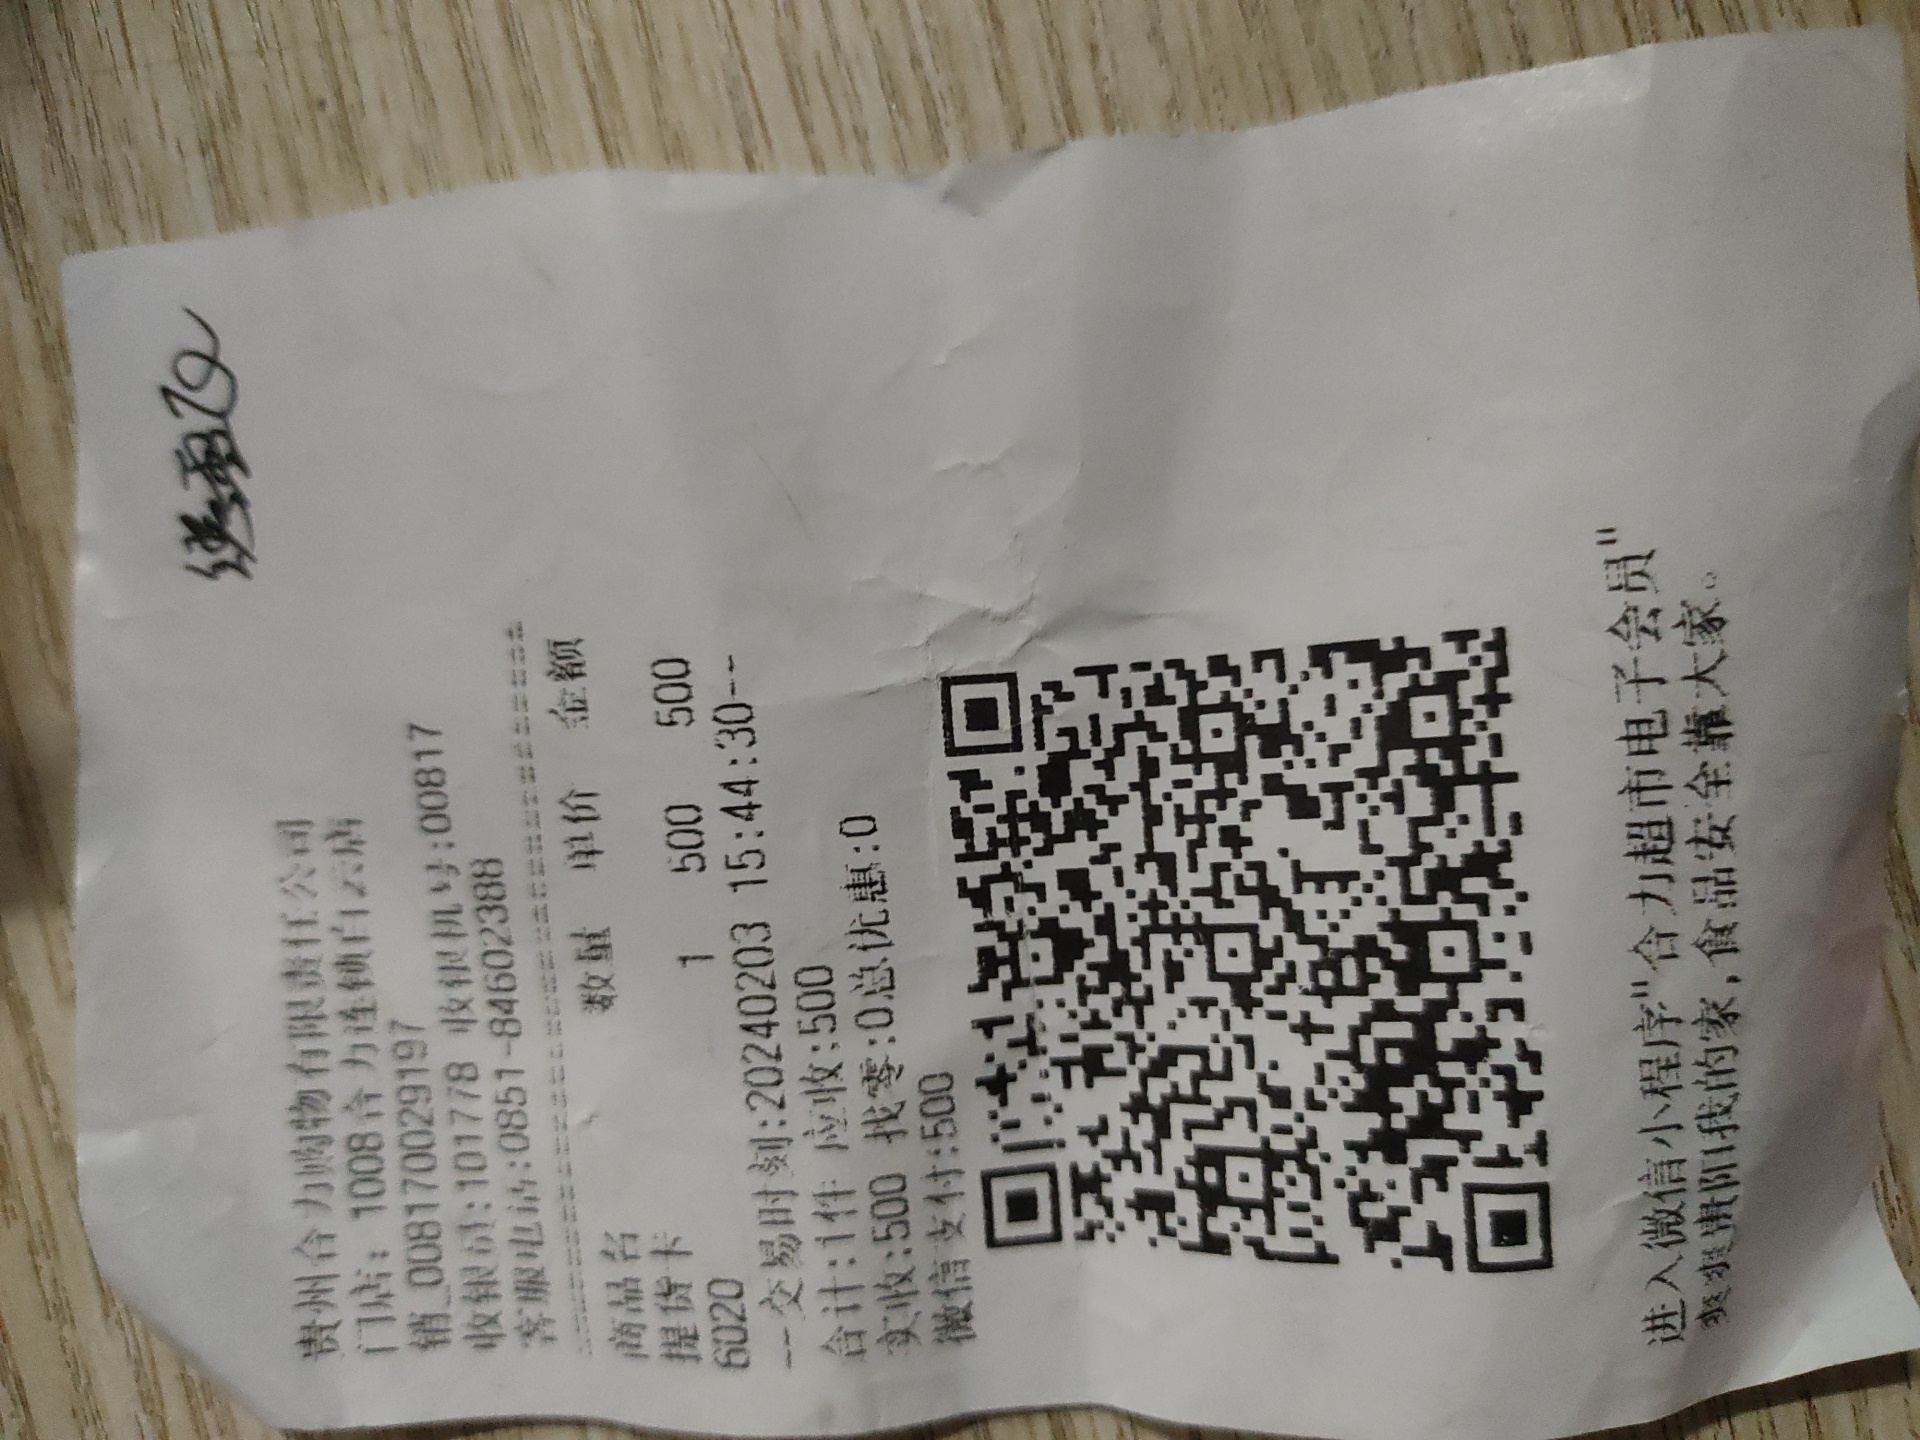 贵州合力购物有限责任公司
门店: 1008合力连锁白云店
销_0081700029197
收银员:101778 收银机号:00817
客服电话:0851-84602388
商品名 数量 单价 金额
提货卡
6020 1 500 500
--交易时刻:20240203 15:44:30--
合计:1件 应收:500
实收:500 找零:0总优惠:0
微信支付:500
进入微信小程序"合力超市电子会员"
爽爽贵阳我的家,食品安全靠大家。